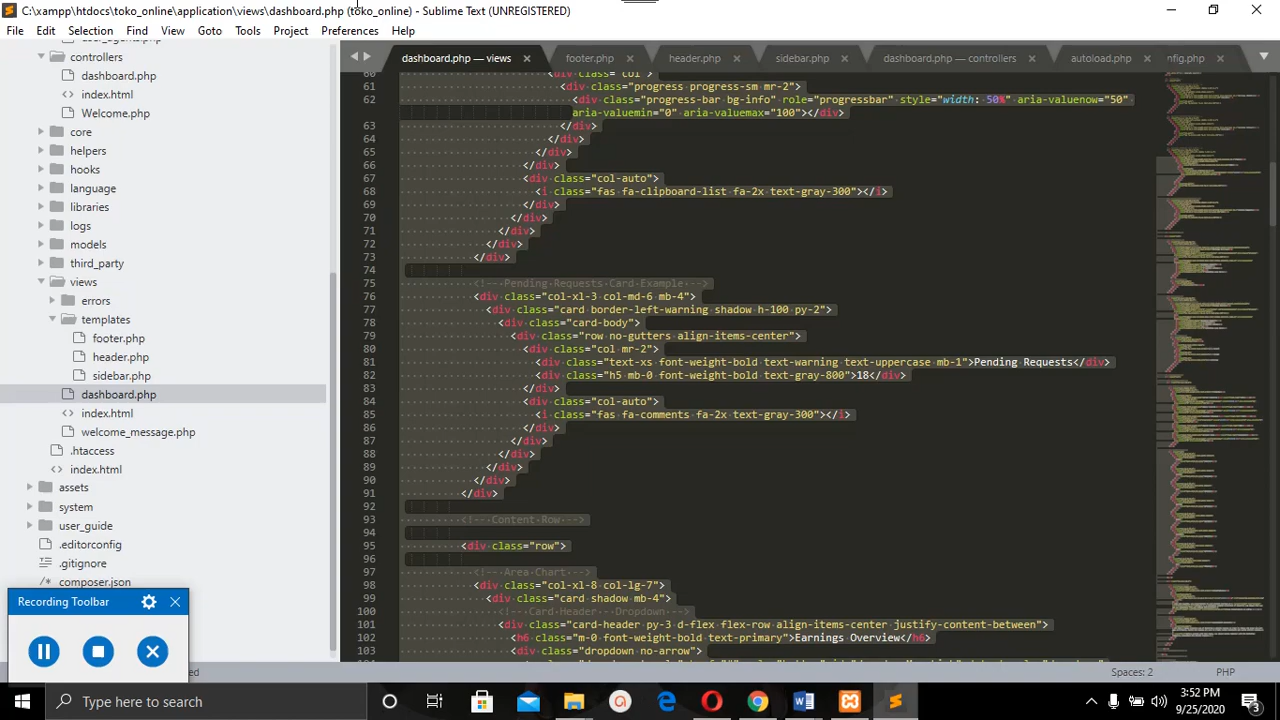 C:\xampp\htdocs\toko_online\application\views\dashboard.php (toko_online) - Sublime Text (UNREGISTERED)
File Edit Selection Find View Goto Tools Project Preferences Help
dashboard.php — views footer.php header.php sidebar.php dashboard.php — controllers autoload.php nfig.php
controllers
dashboard.php
index.html
Welcome.php
core
helpers
hooks
language
libraries
logs
models
third_party
views
errors
templates
footer.php
header.php
sidebar.php
dashboard.php
index.html
welcome_message.php
.htaccess
index.html
assets
system
user_guide
.editorconfig
.gitignore
composer.json
60 <div class="col">
61 <div class="progress progress-sm mr-2">
62 <div class="progress-bar bg-info" role="progressbar" style="width: 50%" aria-valuenow="50"
aria-valuemin="0" aria-valuemax="100"></div>
63 </div>
64 </div>
65 </div>
66 </div>
67 <div class="col-auto">
68 <i class="fas fa-clipboard-list fa-2x text-gray-300"></i>
69 </div>
70 </div>
71 </div>
72 </div>
73 </div>
74
75 Pending Requests Card Example
76 <div class="col-xl-3 col-md-6 mb-4">
77 <div class="card border-left-warning shadow h-100 py-2">
78 <div class="card-body">
79 <div class="row no-gutters align-items-center">
80 <div class="col mr-2">
81 <div class="text-xs font-weight-bold text-warning text-uppercase mb-1">Pending Requests</div>
82 <div class="h5 mb-0 font-weight-bold text-gray-800">18</div>
83 </div>
84 <div class="col-auto">
85 <i class="fas fa-comments fa-2x text-gray-300"></i>
86 </div>
87 </div>
88 </div>
89 </div>
90 </div>
91 </div>
92
93 <!-- Content Row -->
94
95 <div class="row">
96
97 Area Chart
98 <div class="col-xl-8 col-lg-7">
99 <div class="card shadow mb-4">
100 Card Header - Dropdown
101 <div class="card-header py-3 d-flex flex-row align-items-center justify-content-between">
102 <h6 class="m-0 font-weight-bold text-primary">Earnings Overview</h6>
103 <div class="dropdown no-arrow">
Recording Toolbar
Spaces: 2 PHP
Type here to search
3:52 PM
9/25/2020
3